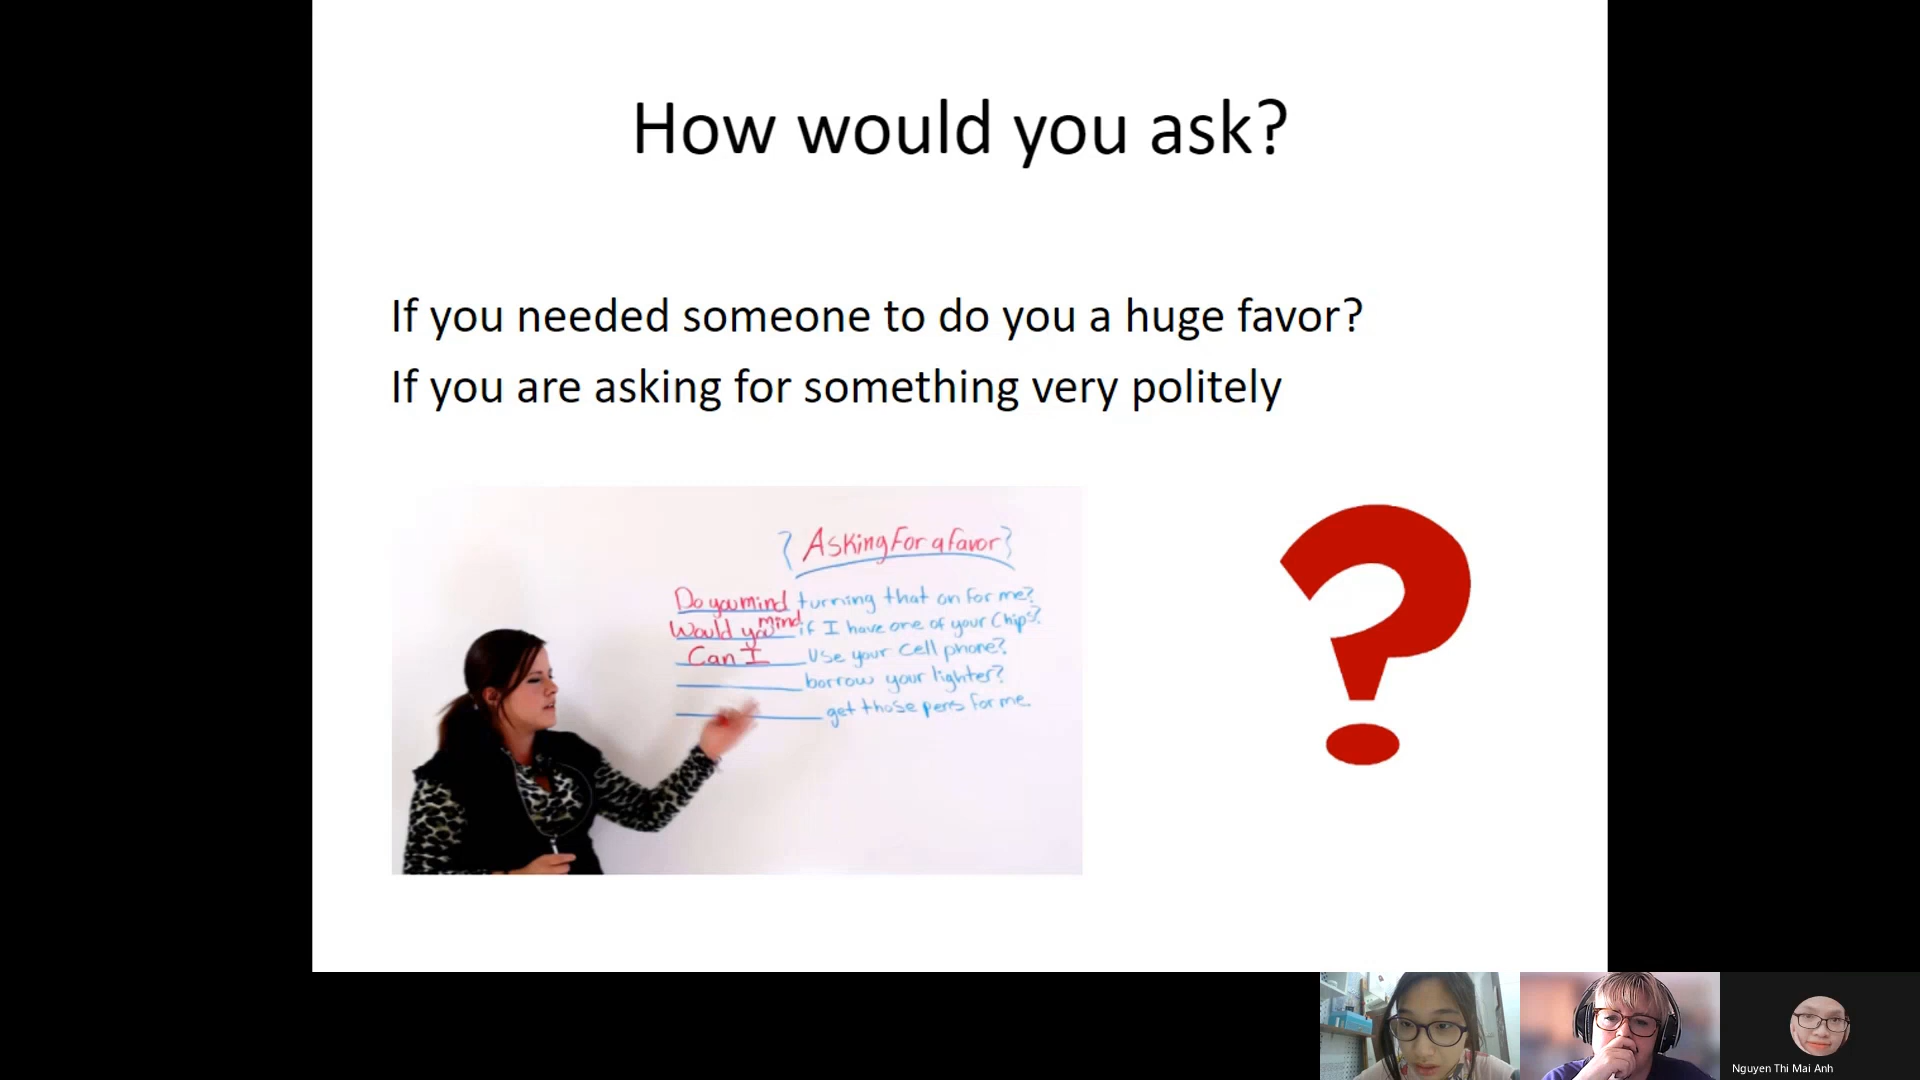 How would you ask?
If you needed someone to do you a huge favor?
If you are asking for something very politely
Asking For a favor
Do you mind turning that on for me?
Would you mind if I have one of your Chips?
Can I use your cell phone?
borrow your lighter?
get those pens for me.
Nguyen Thi Mai Anh